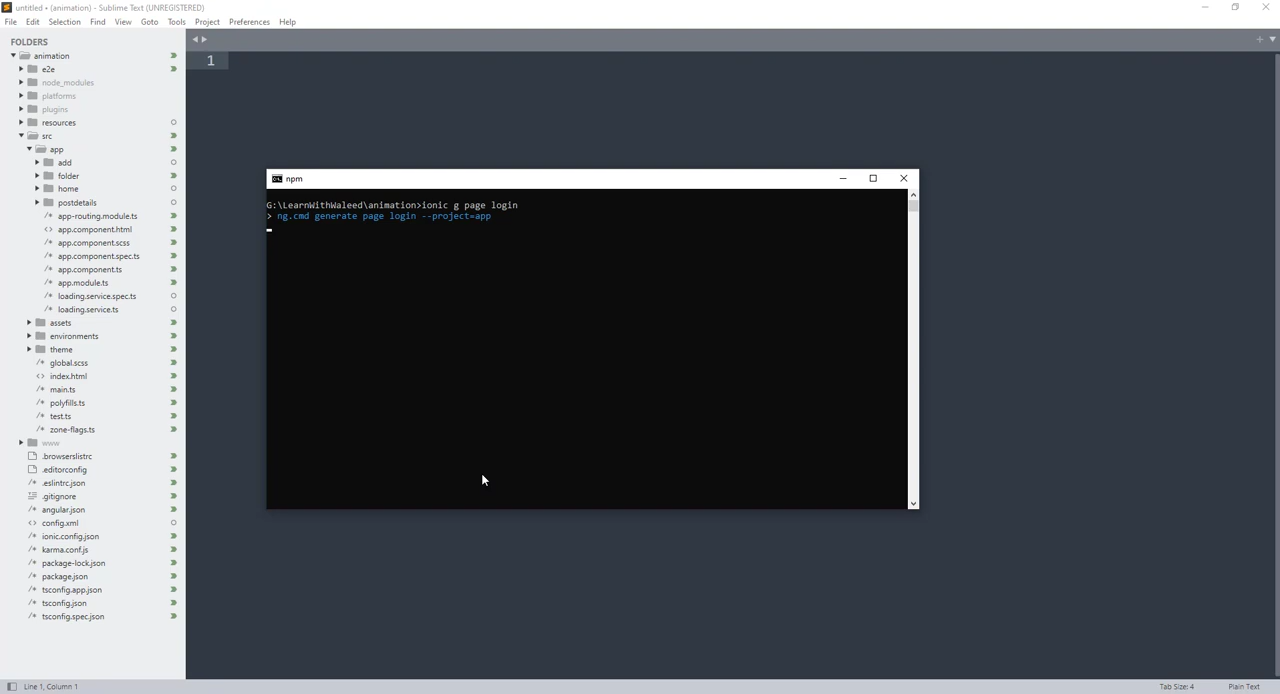 untitled • (animation) - Sublime Text (UNREGISTERED)
File Edit Selection Find View Goto Tools Project Preferences Help
FOLDERS
animation
e2e
node_modules
platforms
plugins
resources
src
app
add
folder
home
postdetails
app-routing.module.ts
app.component.html
app.component.scss
app.component.spec.ts
app.component.ts
app.module.ts
loading.service.spec.ts
loading.service.ts
assets
environments
theme
global.scss
index.html
main.ts
polyfills.ts
test.ts
zone-flags.ts
www
.browserslistrc
.editorconfig
.eslintrc.json
.gitignore
angular.json
config.xml
ionic.config.json
karma.conf.js
package-lock.json
package.json
tsconfig.app.json
tsconfig.json
tsconfig.spec.json
1
npm
G:\LearnWithWaleed\animation>ionic g page login
> ng.cmd generate page login --project=app
Line 1, Column 1
Tab Size: 4 Plain Text